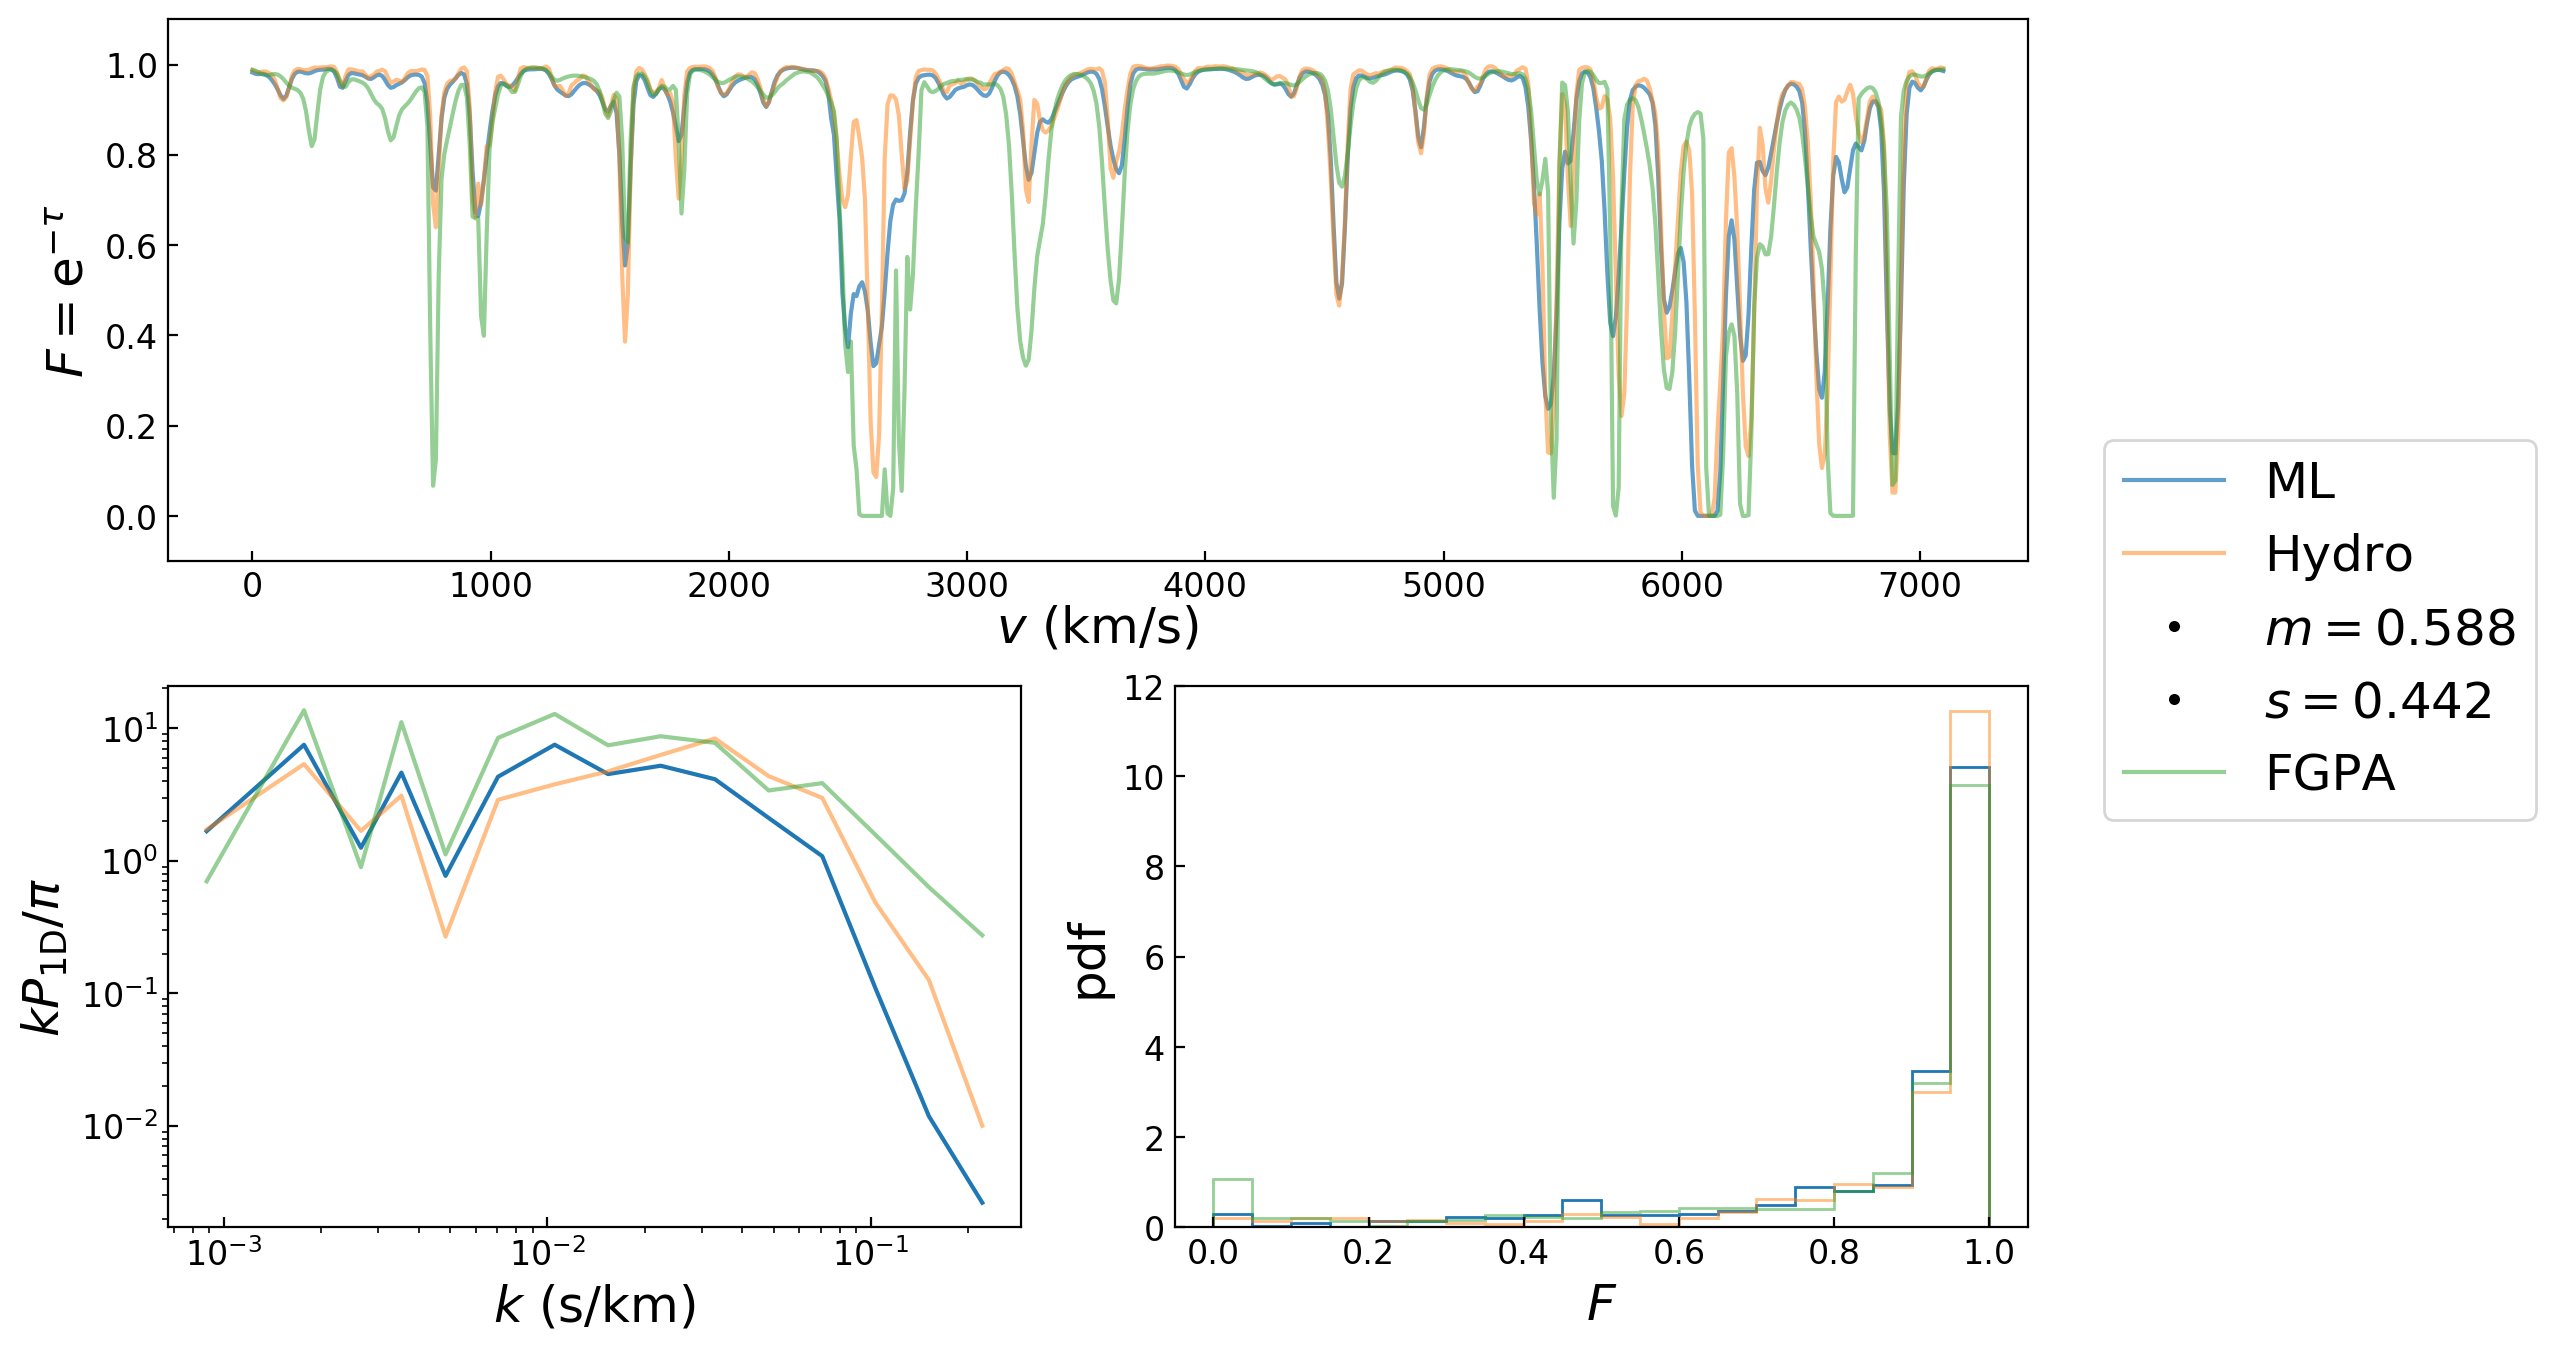 1.0
0.8
0.6
0.4
0.2
0.0
F = e^{−τ}
0 1000 2000 3000 4000 5000 6000 7000
v (km/s)
ML
Hydro
m = 0.588
s = 0.442
FGPA
10^1
10^0
10^{−1}
10^{−2}
kP_{1D}/π
10^{−3} 10^{−2} 10^{−1}
k (s/km)
12
10
8
6
4
2
0
pdf
0.0 0.2 0.4 0.6 0.8 1.0
F